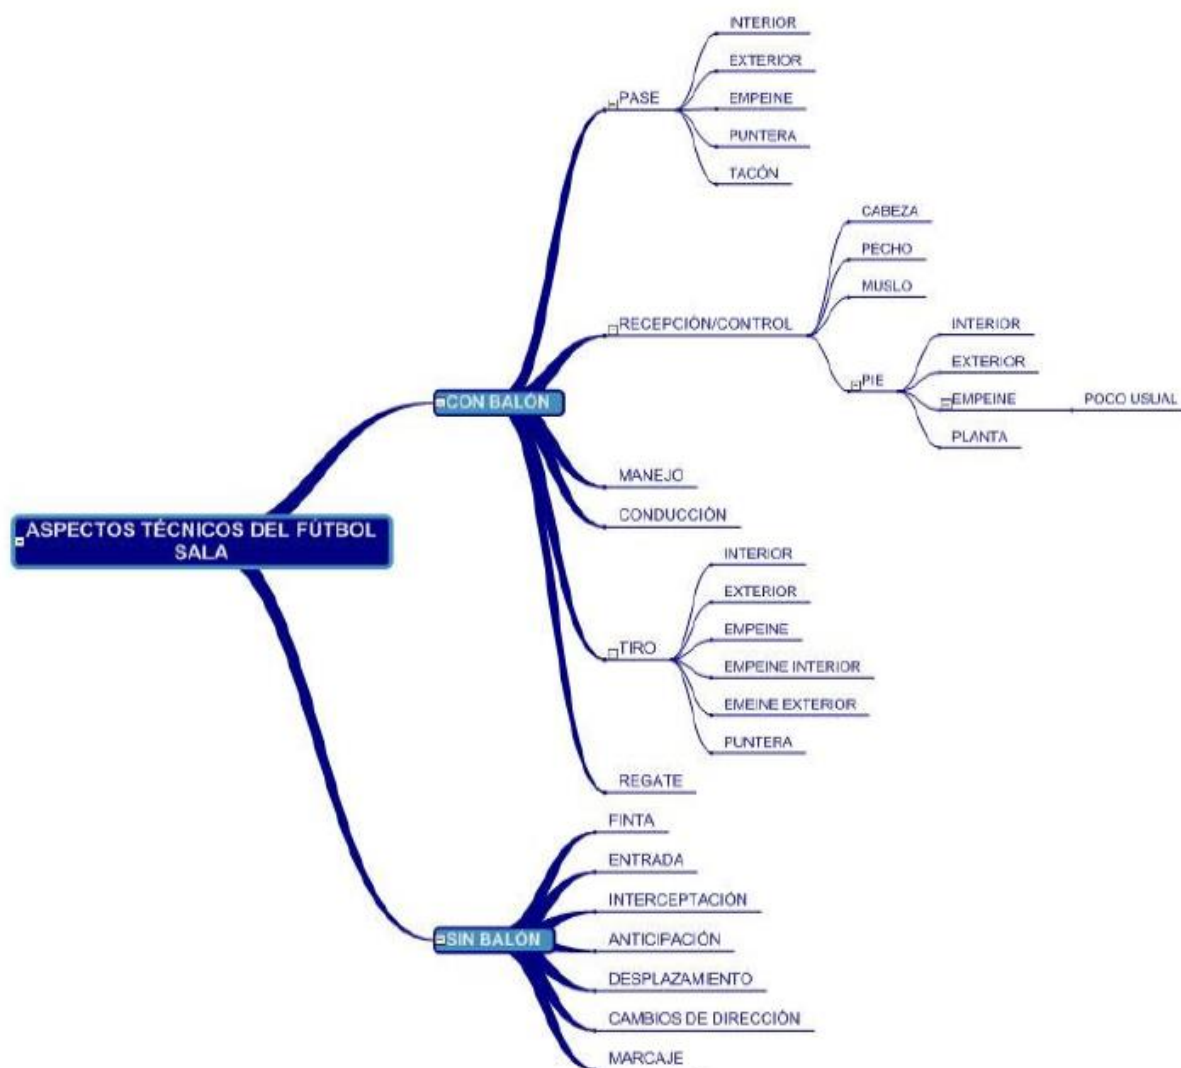 INTERIOR
EXTERIOR
PASE
EMPEINE
PUNTERA
TACÓN
CABEZA
PECHO
MUSLO
RECEPCIÓN/CONTROL
PIE
INTERIOR
EXTERIOR
EMPEINE
POCO USUAL
PLANTA
CON BALÓN
MANEJO
CONDUCCIÓN
ASPECTOS TÉCNICOS DEL FÚTBOL
SALA
INTERIOR
EXTERIOR
EMPEINE
TIRO
EMPEINE INTERIOR
EMEINE EXTERIOR
PUNTERA
REGATE
FINTA
ENTRADA
INTERCEPTACIÓN
SIN BALÓN
ANTICIPACIÓN
DESPLAZAMIENTO
CAMBIOS DE DIRECCIÓN
MARCAJE